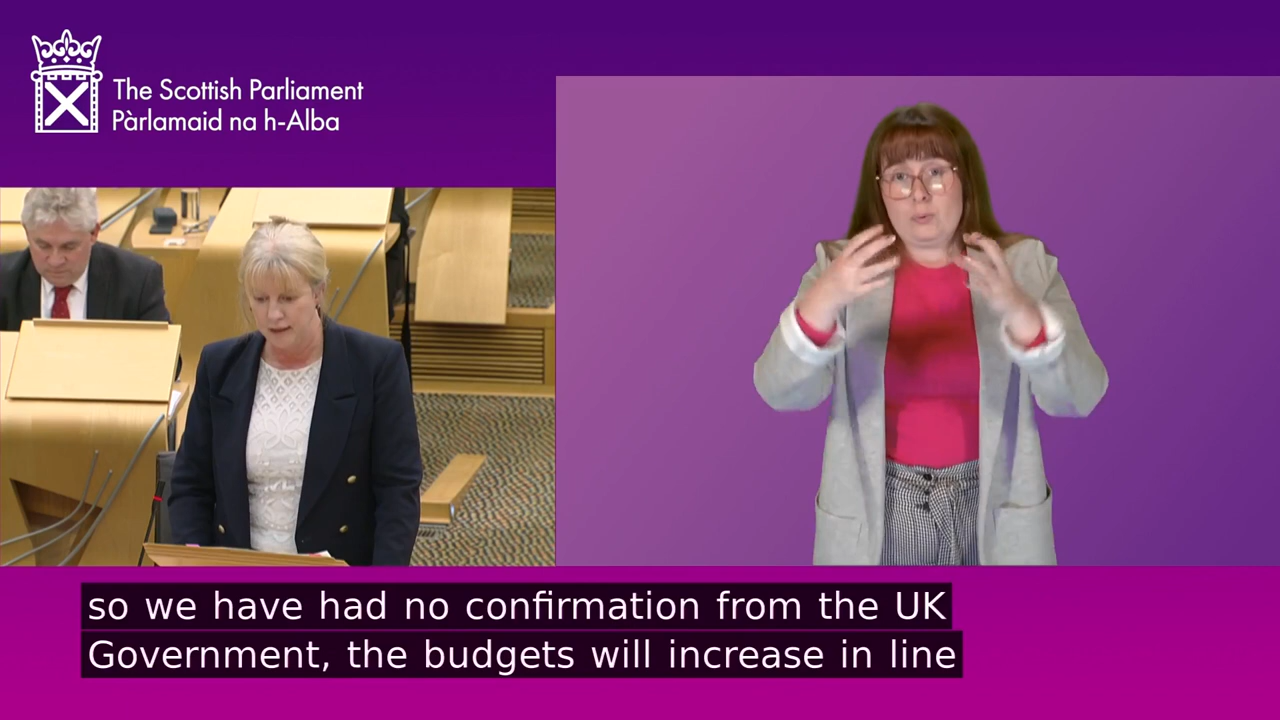 The Scottish Parliament
Pàrlamaid na h-Alba
so we have had no confirmation from the UK
Government, the budgets will increase in line